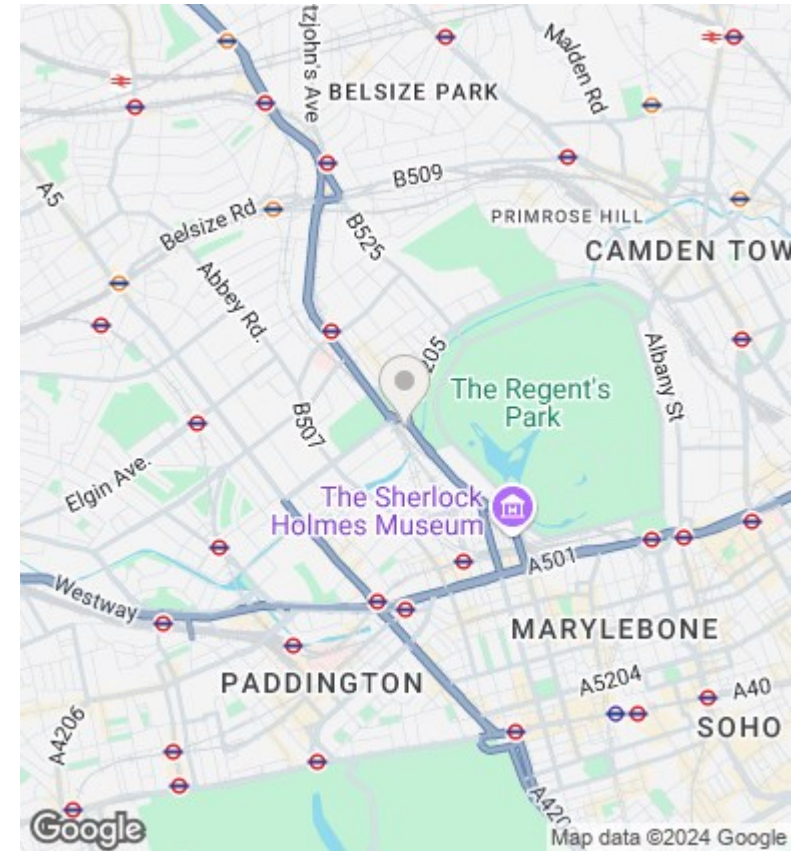 tzjohn's Ave
Malden Rd
BELSIZE PARK
A5
B509
Belsize Rd
B525
PRIMROSE HILL
CAMDEN TOW
Abbey Rd.
205
Albany St
The Regent's
Park
B507
Elgin Ave.
The Sherlock
Holmes Museum
A501
Westway
MARYLEBONE
PADDINGTON
A5204
A40
A4206
SOHO
A420
Google
Map data ©2024 Google